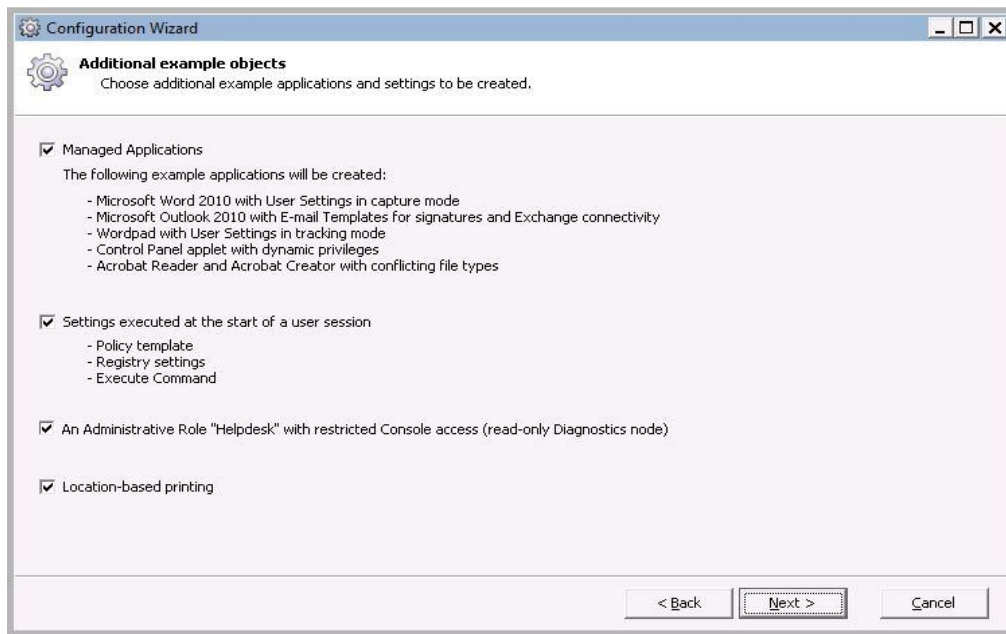 Configuration Wizard
Additional example objects
Choose additional example applications and settings to be created.
Managed Applications
The following example applications will be created:
- Microsoft Word 2010 with User Settings in capture mode
- Microsoft Outlook 2010 with E-mail Templates for signatures and Exchange connectivity
- Wordpad with User Settings in tracking mode
- Control Panel applet with dynamic privileges
- Acrobat Reader and Acrobat Creator with conflicting file types
Settings executed at the start of a user session
- Policy template
- Registry settings
- Execute Command
An Administrative Role "Helpdesk" with restricted Console access (read-only Diagnostics node)
Location-based printing
< Back Next > Cancel